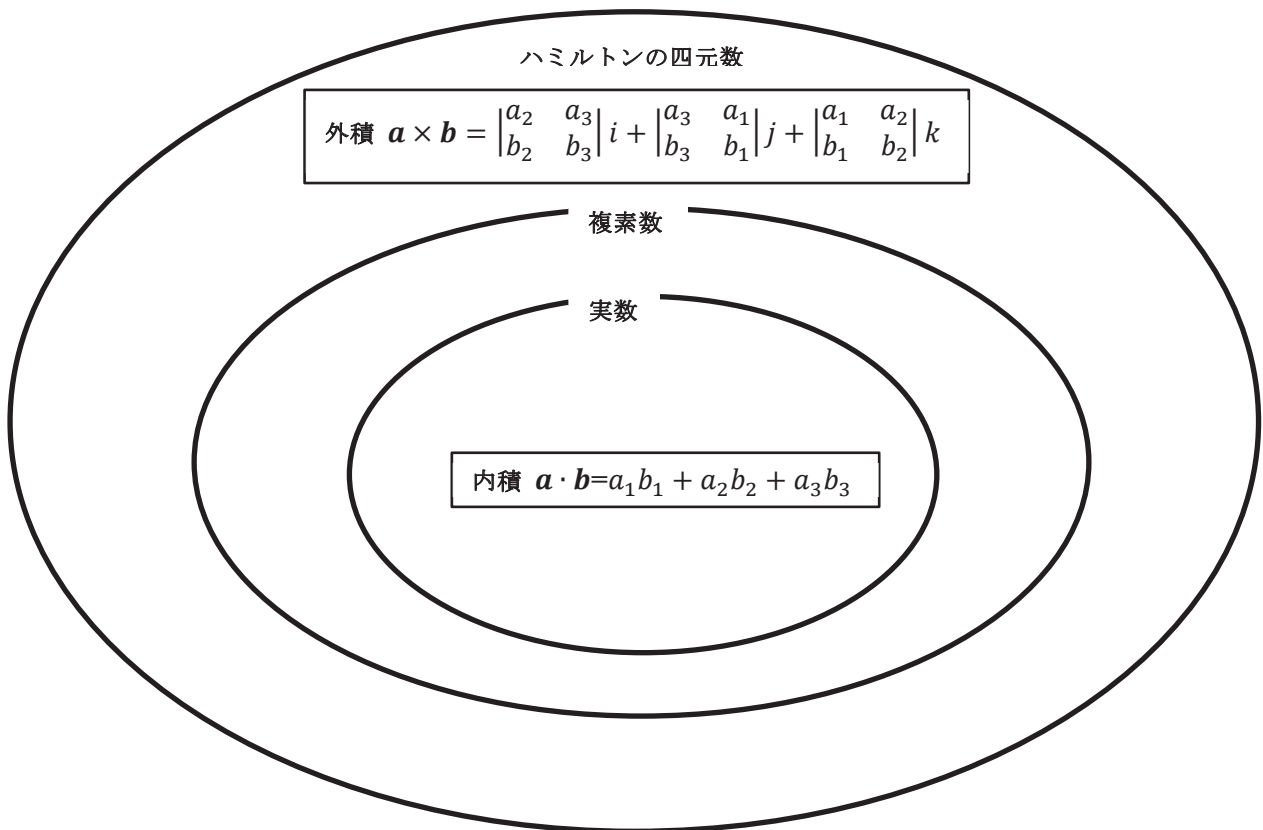 ハミルトンの四元数
外積 𝒂 × 𝒃 = |a₂ a₃ b₂ b₃| i + |a₃ a₁ b₃ b₁| j + |a₁ a₂ b₁ b₂| k
複素数
実数
内積 𝒂 · 𝒃=a₁b₁ + a₂b₂ + a₃b₃